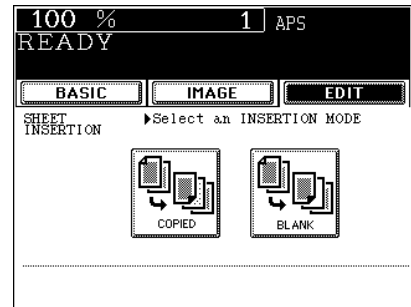 100 % 1 APS
READY
BASIC IMAGE EDIT
SHEET INSERTION ▶Select an INSERTION MODE
COPIED BLANK